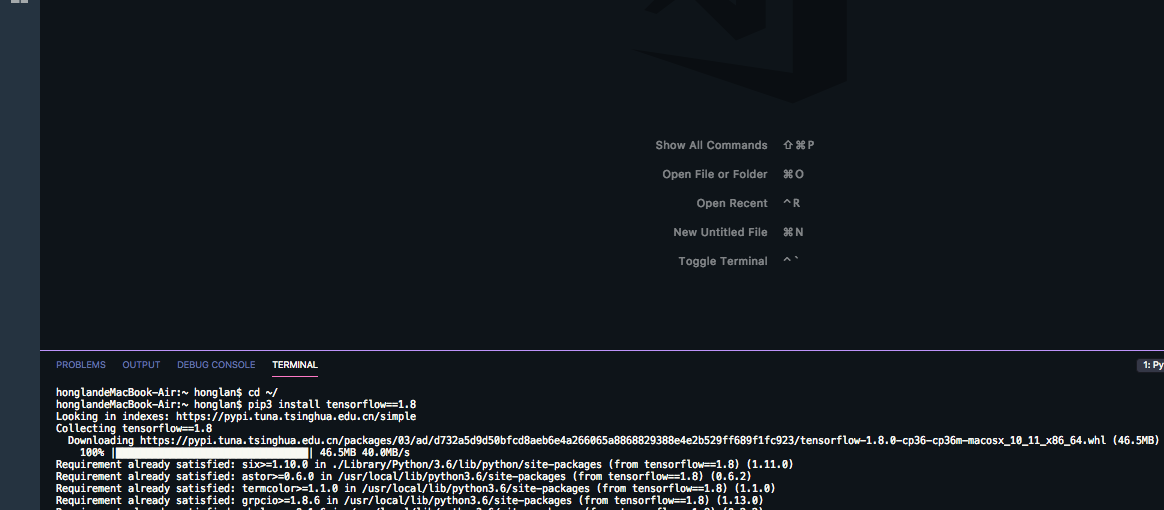 Show All Commands ⇧⌘P
Open File or Folder ⌘O
Open Recent ^R
New Untitled File ⌘N
Toggle Terminal ^`
PROBLEMS OUTPUT DEBUG CONSOLE TERMINAL 1: Py
honglandeMacBook-Air:~ honglan$ cd ~/
honglandeMacBook-Air:~ honglan$ pip3 install tensorflow==1.8
Looking in indexes: https://pypi.tuna.tsinghua.edu.cn/simple
Collecting tensorflow==1.8
Downloading https://pypi.tuna.tsinghua.edu.cn/packages/03/ad/d732a5d9d50bfcd8aeb6e4a266065a8868829388e4e2b529ff689f1fc923/tensorflow-1.8.0-cp36-cp36m-macosx_10_11_x86_64.whl (46.5MB)
100% |████████████████████████████████| 46.5MB 40.0MB/s
Requirement already satisfied: six>=1.10.0 in ./Library/Python/3.6/lib/python/site-packages (from tensorflow==1.8) (1.11.0)
Requirement already satisfied: astor>=0.6.0 in /usr/local/lib/python3.6/site-packages (from tensorflow==1.8) (0.6.2)
Requirement already satisfied: termcolor>=1.1.0 in /usr/local/lib/python3.6/site-packages (from tensorflow==1.8) (1.1.0)
Requirement already satisfied: grpcio>=1.8.6 in /usr/local/lib/python3.6/site-packages (from tensorflow==1.8) (1.13.0)